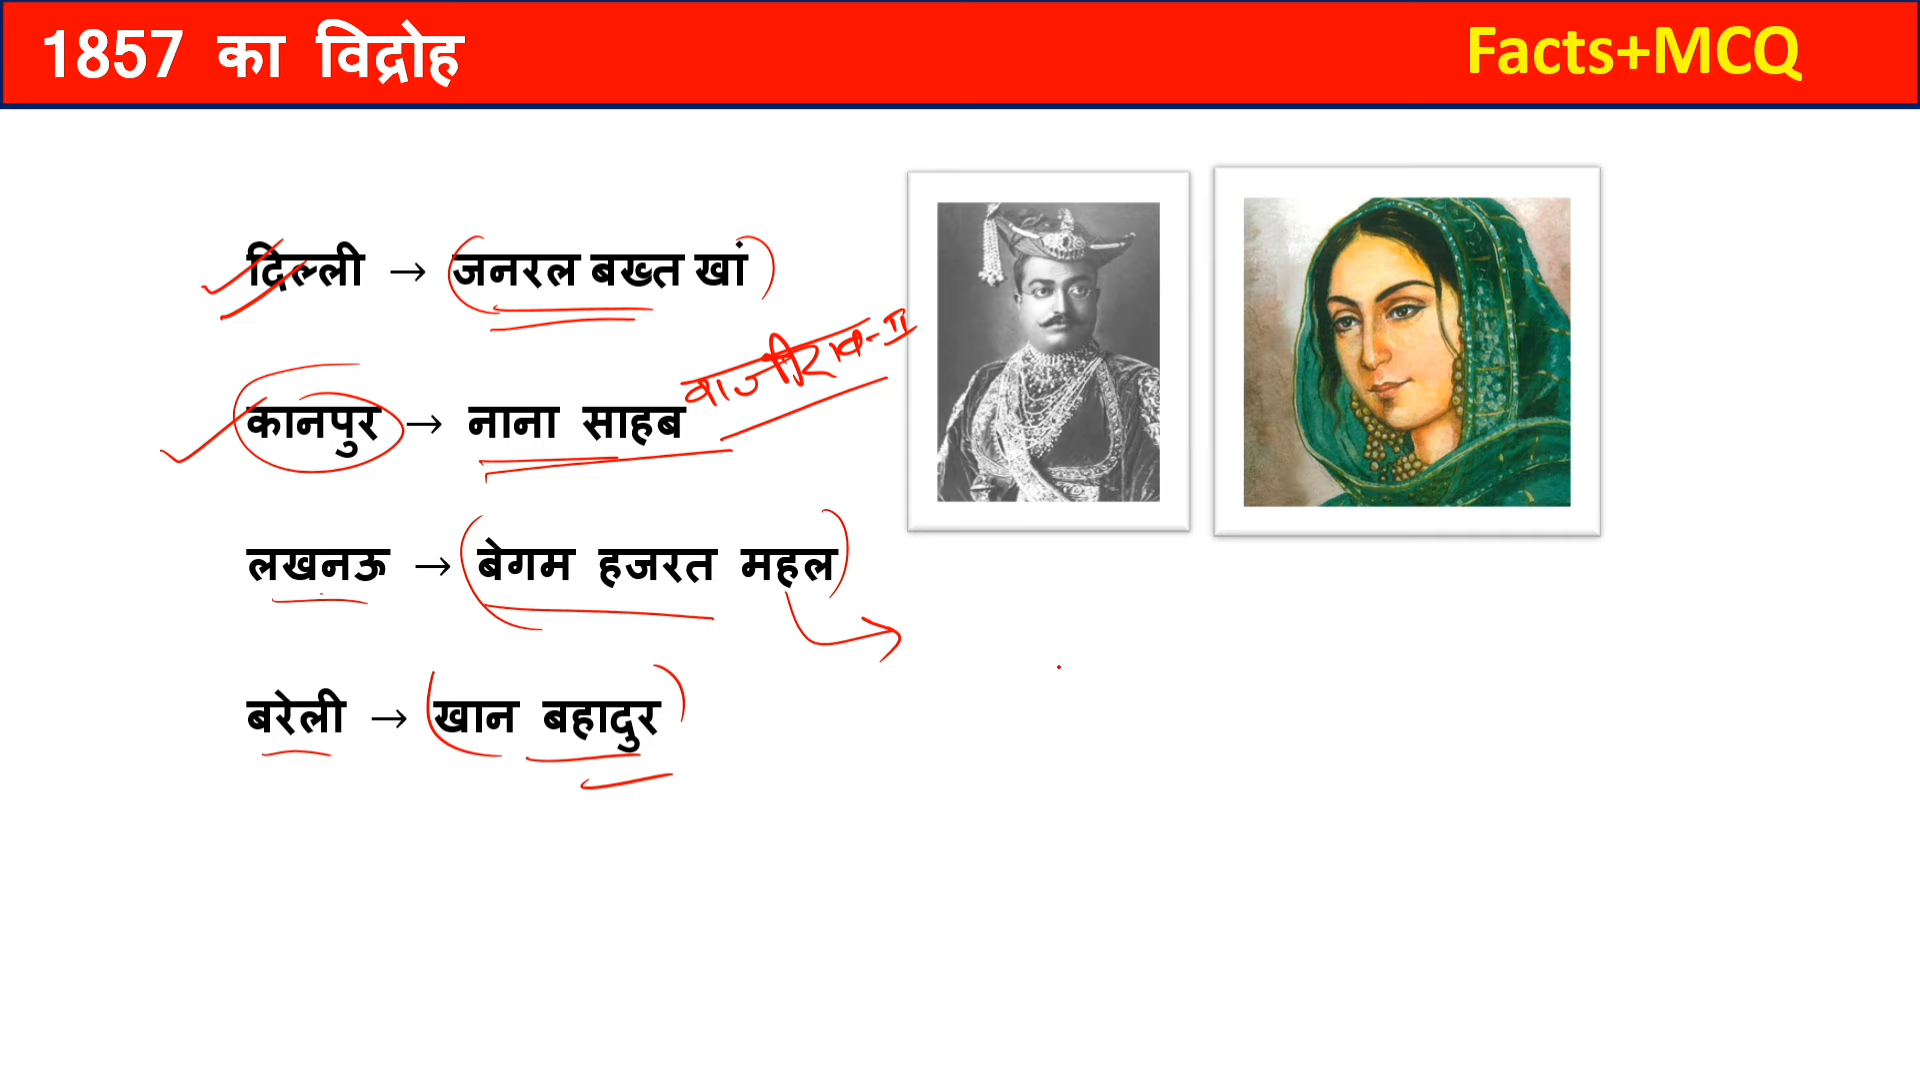 1857 का विद्रोह
Facts+MCQ
दिल्ली → जनरल बख्त खां
बाजीराव-II
कानपुर → नाना साहब
लखनऊ → बेगम हजरत महल
बरेली → खान बहादुर